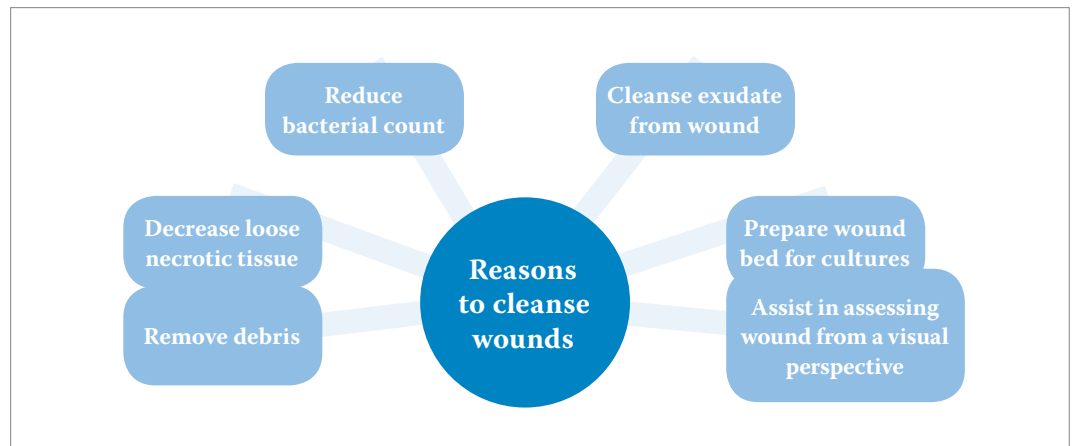 Reduce
bacterial count
Cleanse exudate
from wound
Decrease loose
necrotic tissue
Prepare wound
bed for cultures
Reasons
to cleanse
wounds
Remove debris
Assist in assessing
wound from a visual
perspective